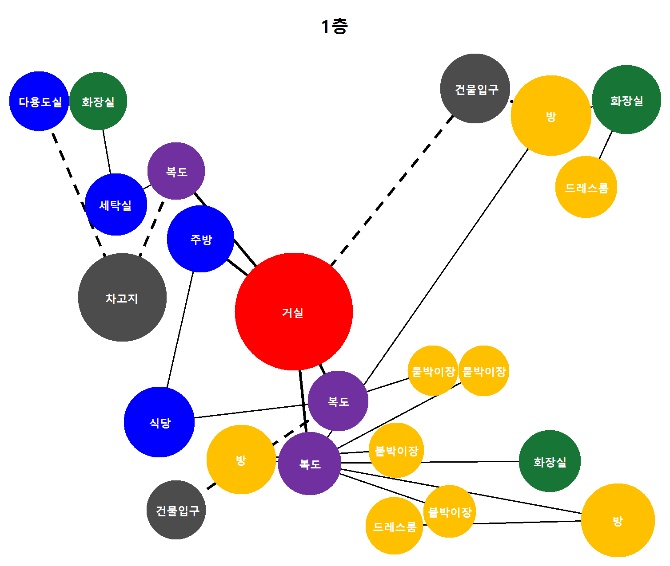 1층
건물입구
방
화장실
다용도실
화장실
복도
드레스룸
세탁실
주방
차고지
거실
붙박이장
붙박이장
복도
식당
붙박이장
방
복도
화장실
건물입구
붙박이장
드레스룸
방